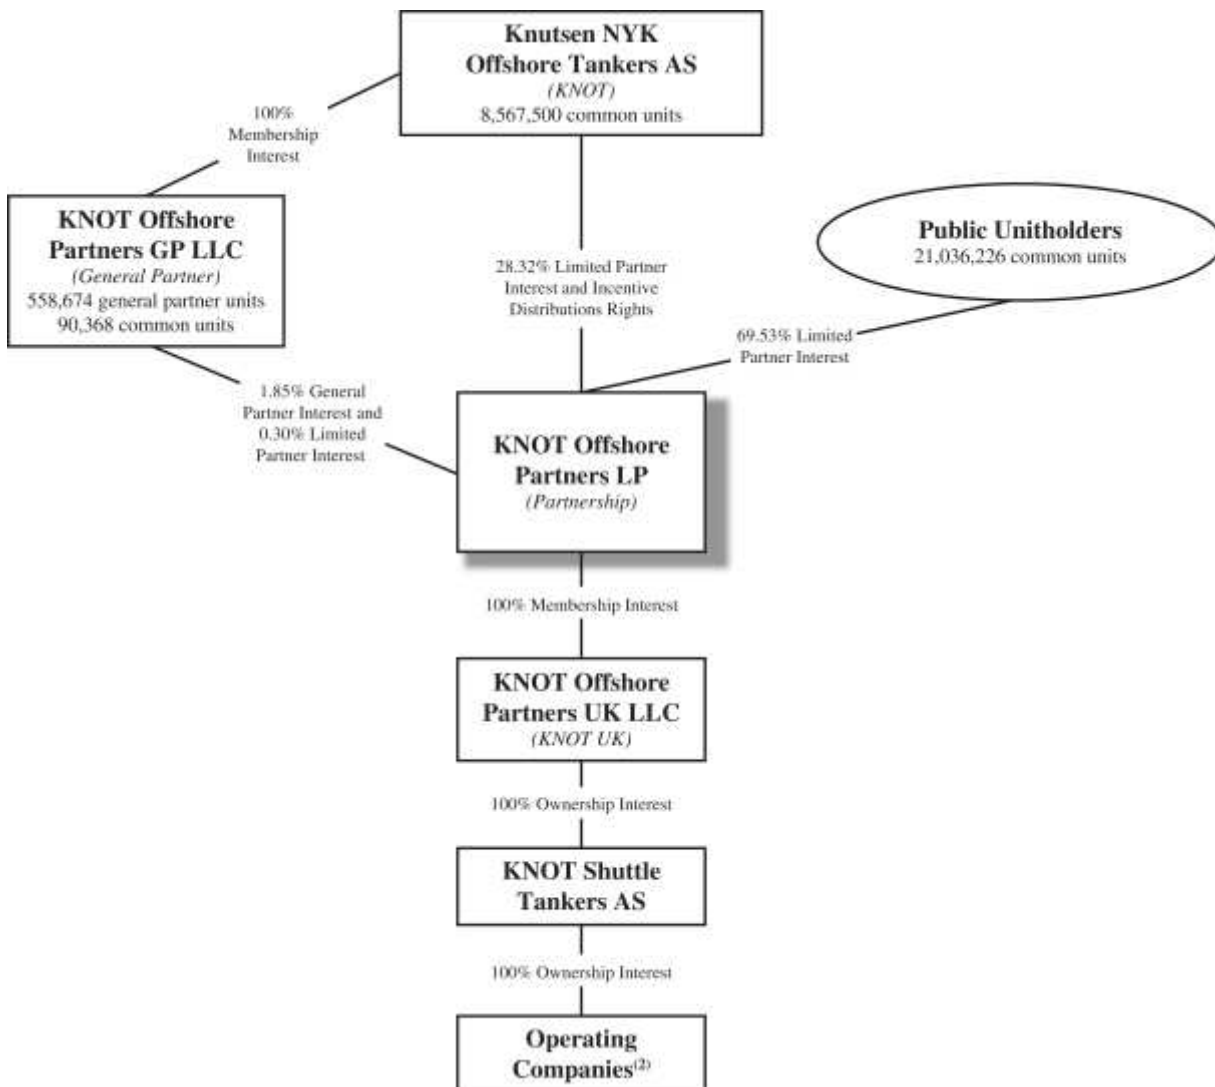 Knutsen NYK
Offshore Tankers AS
(KNOT)
8,567,500 common units
100%
Membership
Interest
KNOT Offshore
Partners GP LLC
(General Partner)
558,674 general partner units
90,368 common units
Public Unitholders
21,036,226 common units
28.32% Limited Partner
Interest and Incentive
Distributions Rights
69.53% Limited
Partner Interest
1.85% General
Partner Interest and
0.30% Limited
Partner Interest
KNOT Offshore
Partners LP
(Partnership)
100% Membership Interest
KNOT Offshore
Partners UK LLC
(KNOT UK)
100% Ownership Interest
KNOT Shuttle
Tankers AS
100% Ownership Interest
Operating
Companies(2)